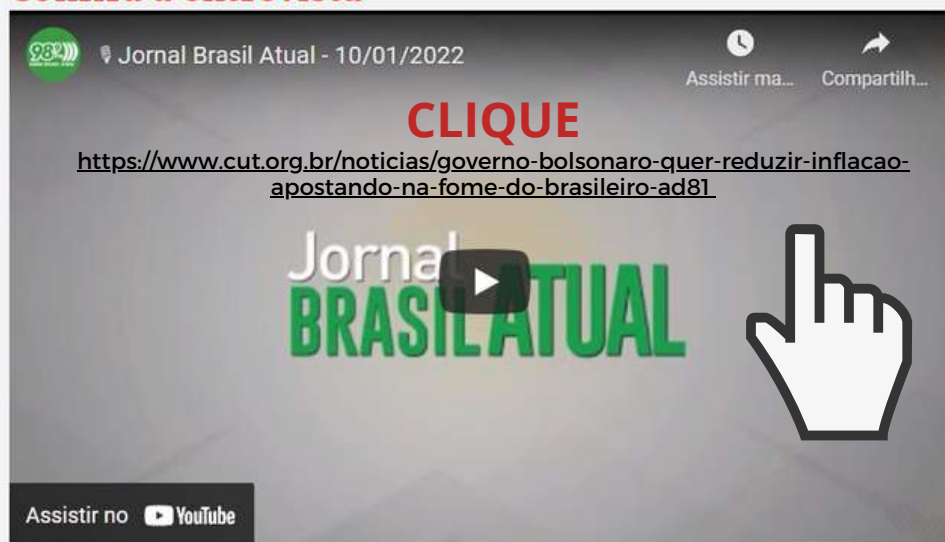 982
Jornal Brasil Atual - 10/01/2022
Assistir ma...
Compartilh...
CLIQUE
https://www.cut.org.br/noticias/governo-bolsonaro-quer-reduzir-inflacao-
apostando-na-fome-do-brasileiro-ad81
Jornal
BRASIL ATUAL
Assistir no YouTube